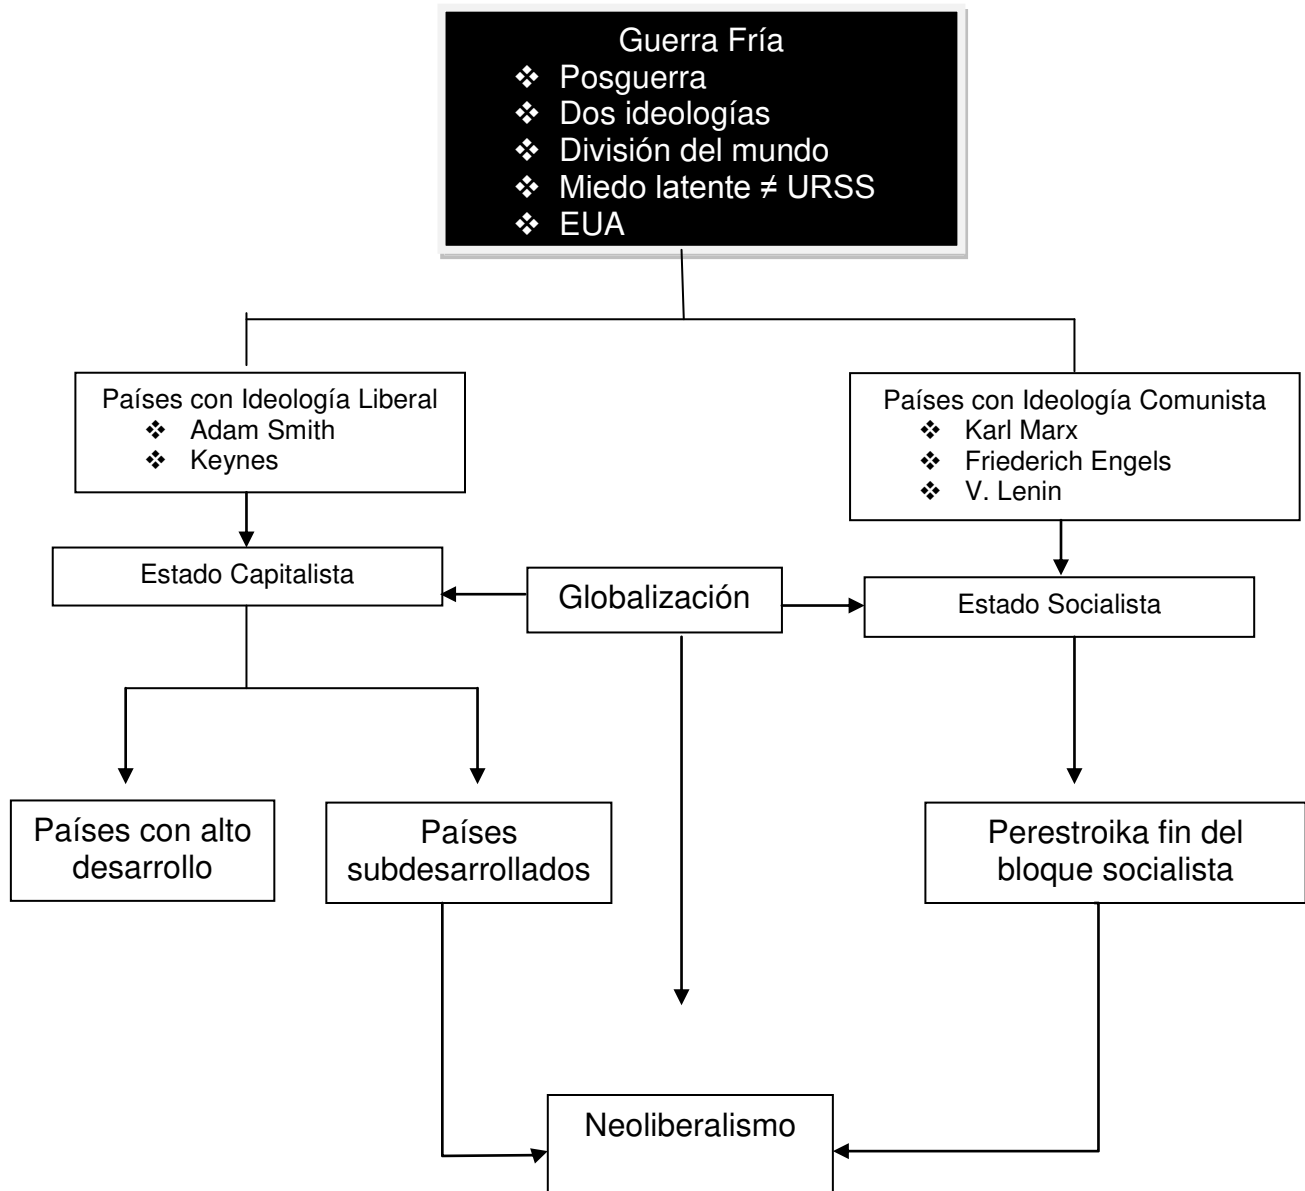 Guerra Fría
❖ Posguerra
❖ Dos ideologías
❖ División del mundo
❖ Miedo latente ≠ URSS
❖ EUA
Países con Ideología Liberal
❖ Adam Smith
❖ Keynes
Países con Ideología Comunista
❖ Karl Marx
❖ Friederich Engels
❖ V. Lenin
Estado Capitalista
Globalización
Estado Socialista
Países con alto
desarrollo
Países
subdesarrollados
Perestroika fin del
bloque socialista
Neoliberalismo